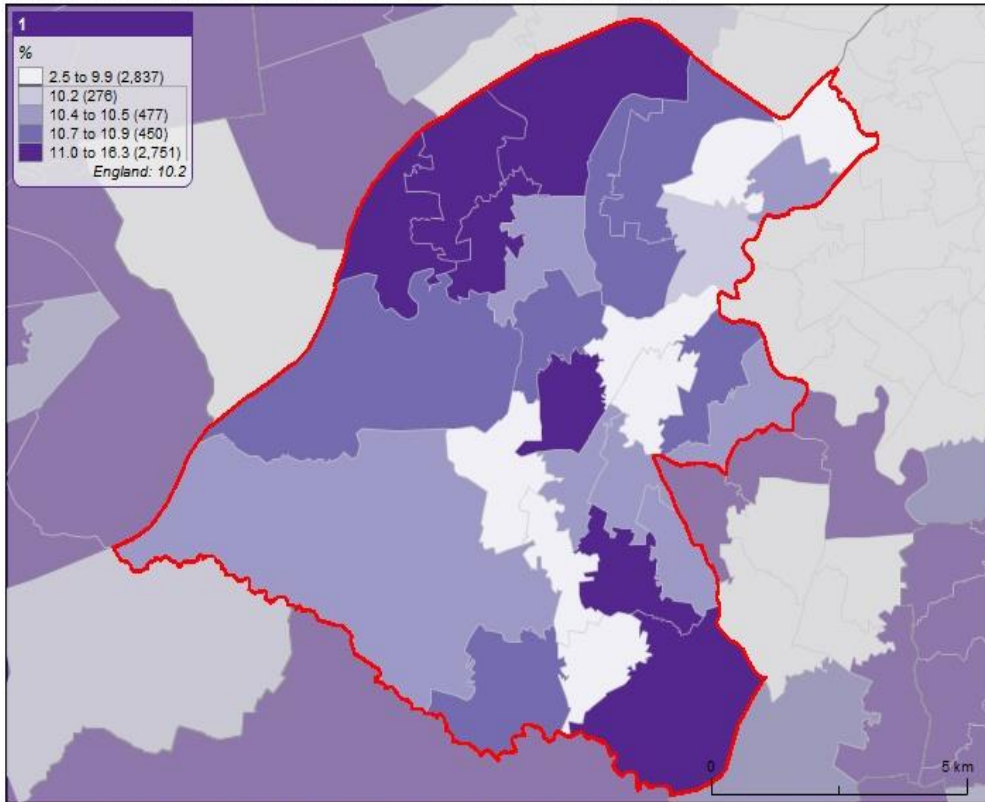 1
%
2.5 to 9.9 (2,837)
10.2 (276)
10.4 to 10.5 (477)
10.7 to 10.9 (450)
11.0 to 16.3 (2,751)
England: 10.2
0 5 km